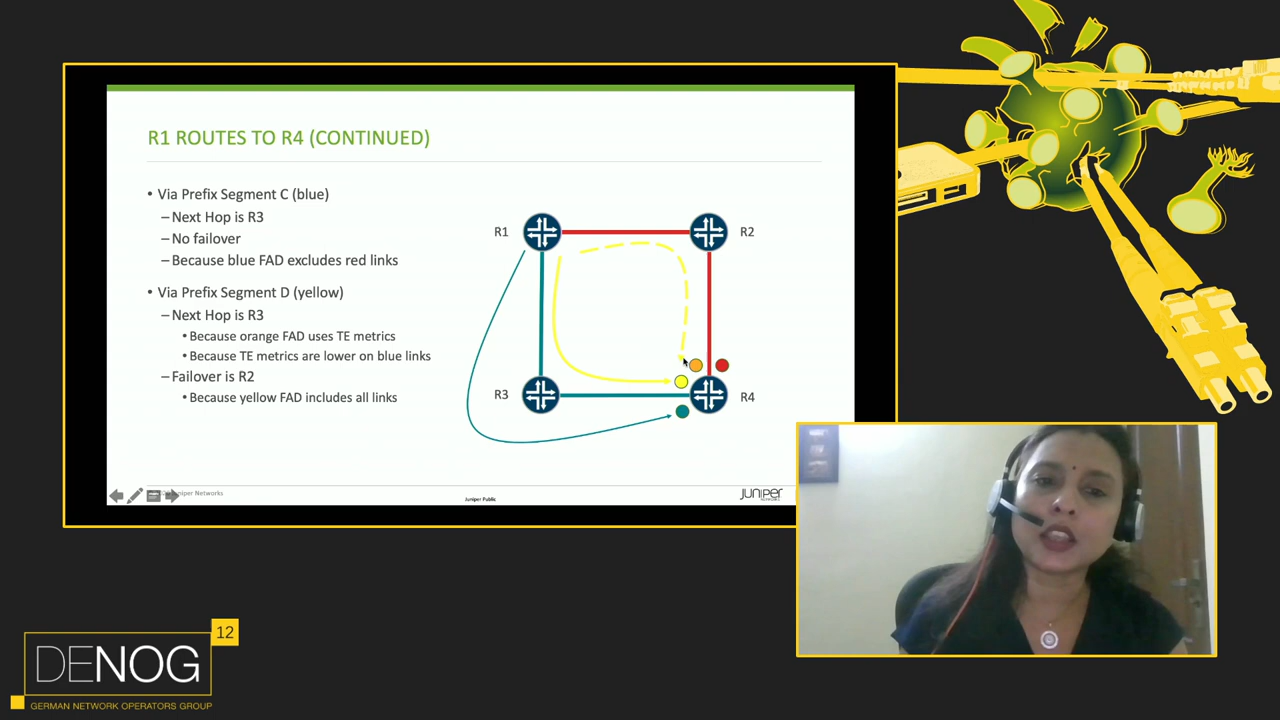 R1 ROUTES TO R4 (CONTINUED)
• Via Prefix Segment C (blue)
–Next Hop is R3
–No failover
–Because blue FAD excludes red links
• Via Prefix Segment D (yellow)
–Next Hop is R3
•Because orange FAD uses TE metrics
•Because TE metrics are lower on blue links
–Failover is R2
•Because yellow FAD includes all links
R1
R2
R3
R4
Juniper Networks
Juniper Public
JUNIPER
NETWORKS
12
DENOG
GERMAN NETWORK OPERATORS GROUP